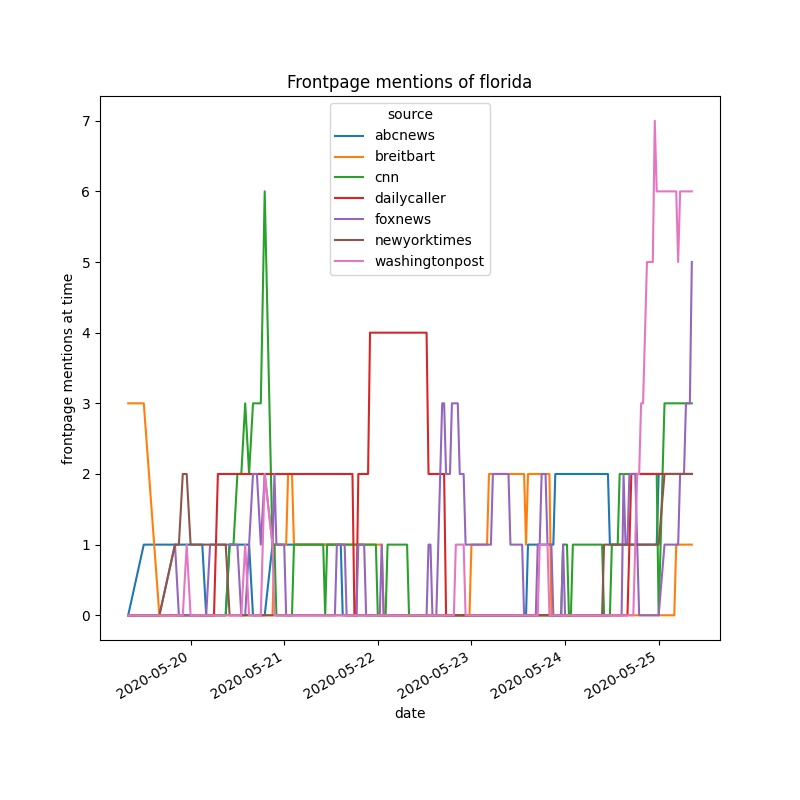 Frontpage mentions of florida
source
abcnews
breitbart
cnn
dailycaller
foxnews
newyorktimes
washingtonpost
frontpage mentions at time
7
6
5
4
3
2
1
0
2020-05-20
2020-05-21
2020-05-22
2020-05-23
2020-05-24
2020-05-25
date